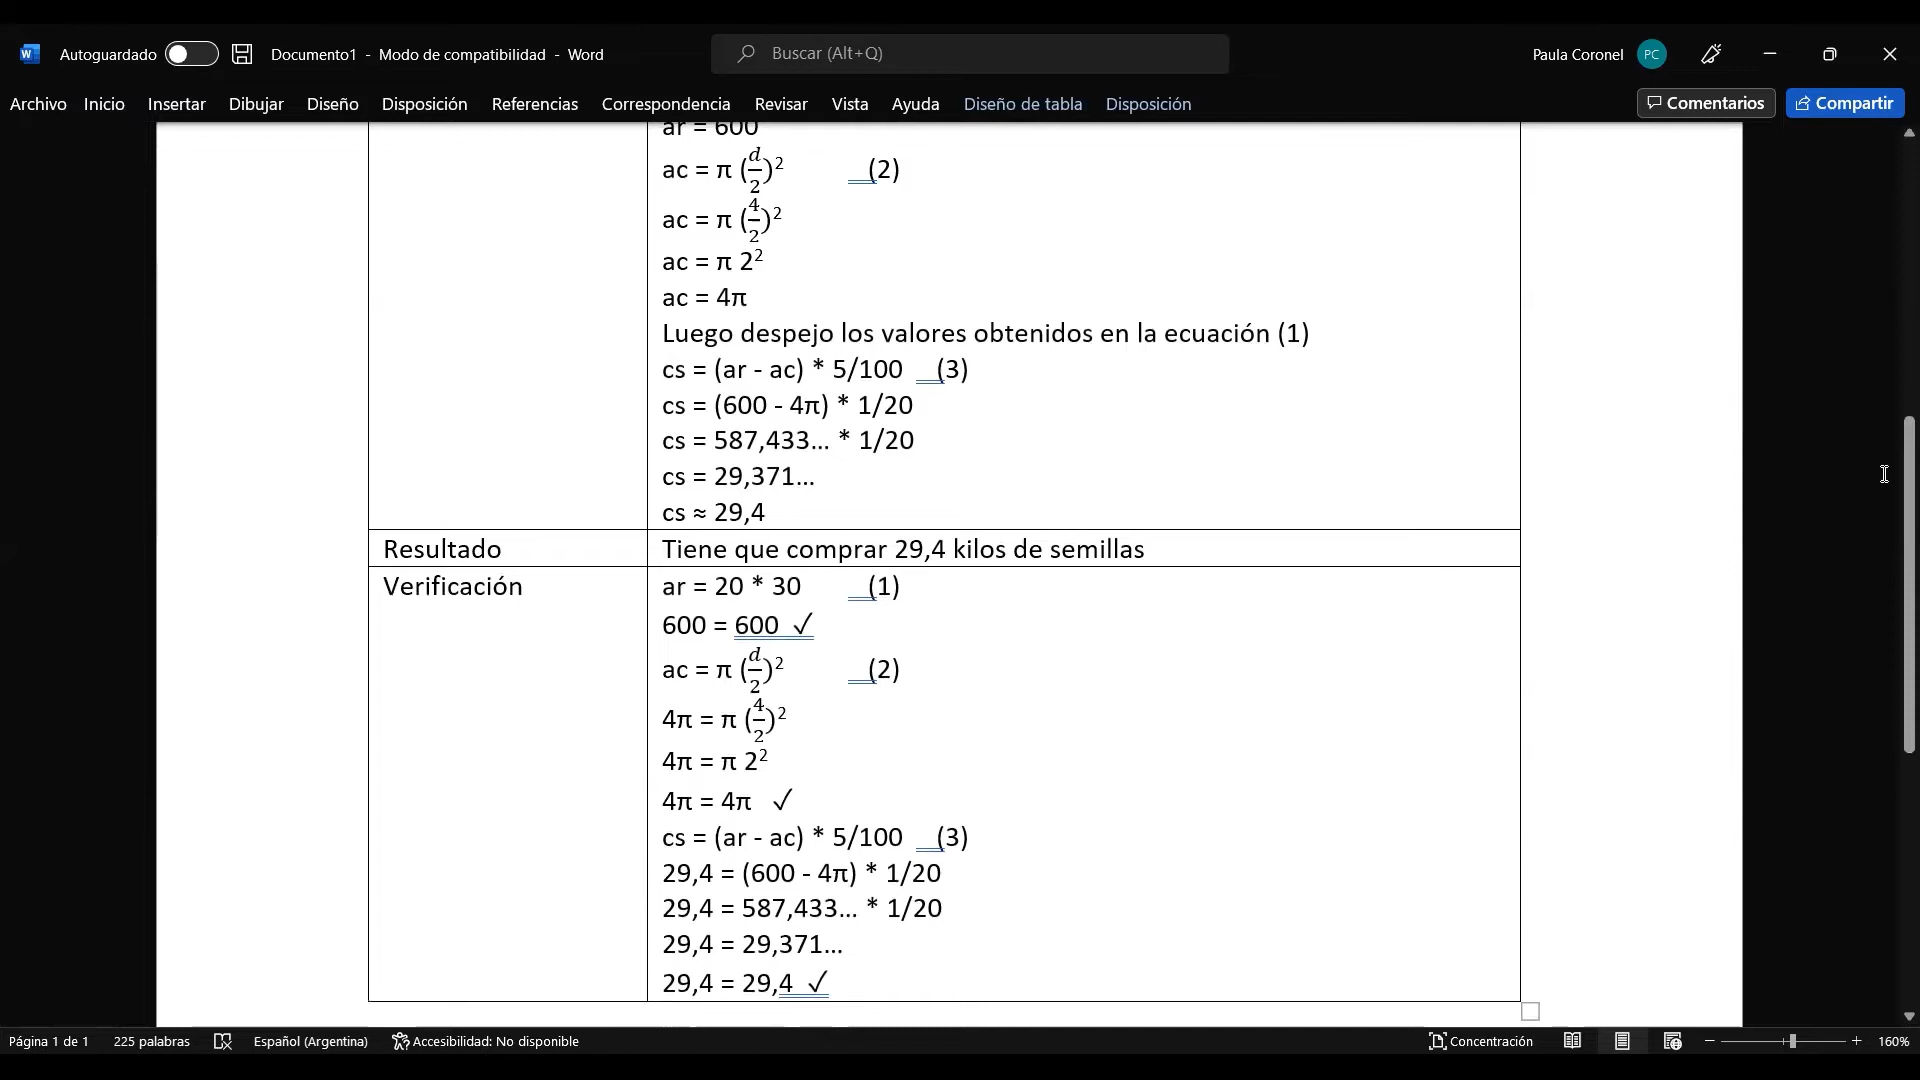 Autoguardado
Documento1 - Modo de compatibilidad - Word
Buscar (Alt+Q)
Paula Coronel
PC
Archivo Inicio Insertar Dibujar Diseño Disposición Referencias Correspondencia Revisar Vista Ayuda Diseño de tabla Disposición
Comentarios
Compartir
ar = 600
ac = π (d/2)² (2)
ac = π (4/2)²
ac = π 2²
ac = 4π
Luego despejo los valores obtenidos en la ecuación (1)
cs = (ar - ac) * 5/100 (3)
cs = (600 - 4π) * 1/20
cs = 587,433... * 1/20
cs = 29,371...
cs ≈ 29,4
Resultado
Tiene que comprar 29,4 kilos de semillas
Verificación
ar = 20 * 30 (1)
600 = 600 ✓
ac = π (d/2)² (2)
4π = π (4/2)²
4π = π 2²
4π = 4π ✓
cs = (ar - ac) * 5/100 (3)
29,4 = (600 - 4π) * 1/20
29,4 = 587,433... * 1/20
29,4 = 29,371...
29,4 = 29,4 ✓
Página 1 de 1
225 palabras
Español (Argentina)
Accesibilidad: No disponible
Concentración
160%